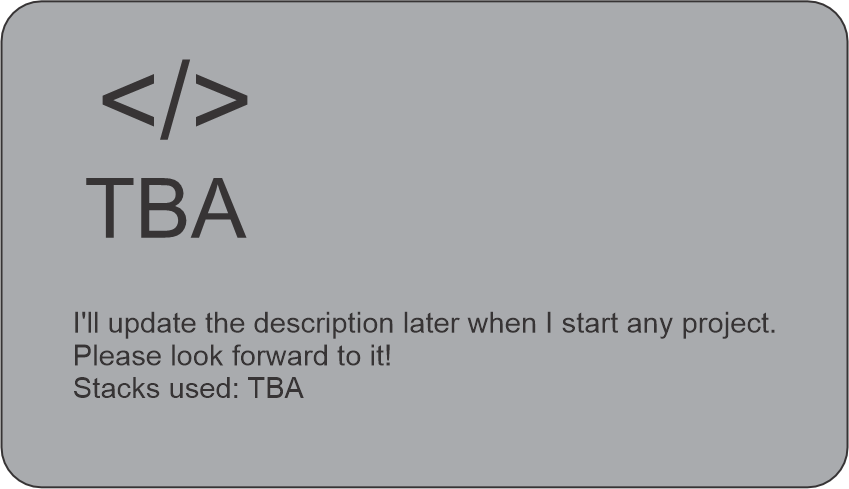 </>
TBA
I'll update the description later when I start any project.
Please look forward to it!
Stacks used: TBA